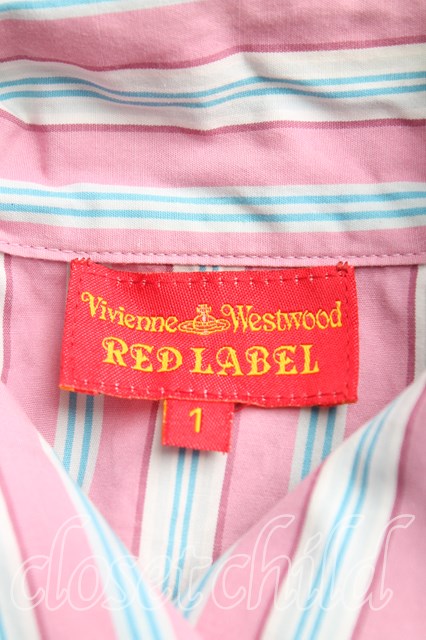 Vivienne Westwood
RED LABEL
1
closetchild